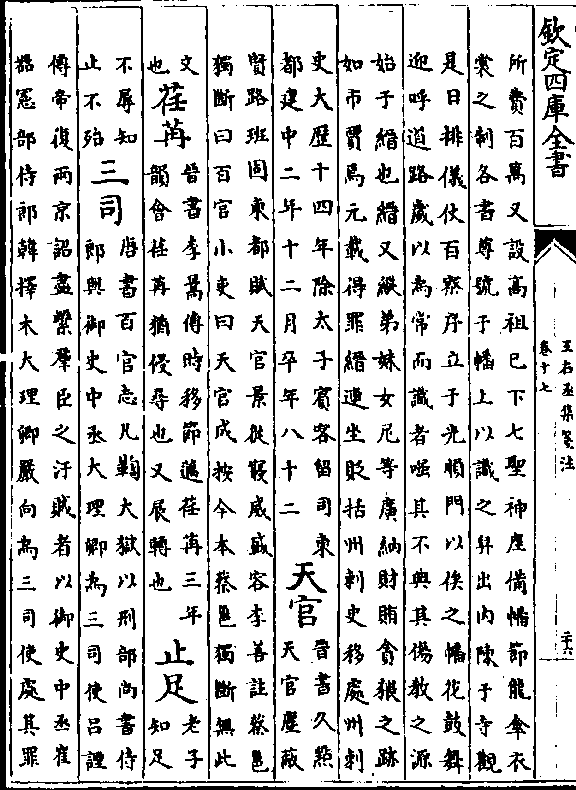 欽定四庫全書
王右丞集箋注
卷十七
二十六
所費百萬又設髙祖已下七聖神座備幡節龍傘衣
裳之制各書尊號于幡上以識之舁出内陳于寺觀
是日排儀仗百寮序立于光順門以俟之幡花鼓舞
迎呼道路歲以為常而識者嗤其不典其傷教之源
始于縉也縉又縱弟妹女尼等廣納財賄貪猥之跡
如市賈焉元載得罪縉連坐貶括州刺史移處州刺
史大厯十四年除太子賓客留司東
都建中二年十二月卒年八十二
天官
晉書久㸃
天官塵蔽
賢路班固東都賦天官景從寢威盛容李善註蔡邕
獨斷曰百官小吏曰天官成按今本蔡邕獨斷無此
文
也
荏苒
晉書李暠傳時移節邁荏苒三年
韻會荏苒猶侵尋也又展轉也
止足
老子
知足
不辱知
止不殆
三司
唐書百官志凡鞫大獄以刑部尚書侍
郎與御史中丞大理卿為三司使吕諲
傳帝復兩京詔盡繫羣臣之汙賊者以御史中丞崔
器憲部侍郎韓擇木大理卿嚴向為三司使處其罪